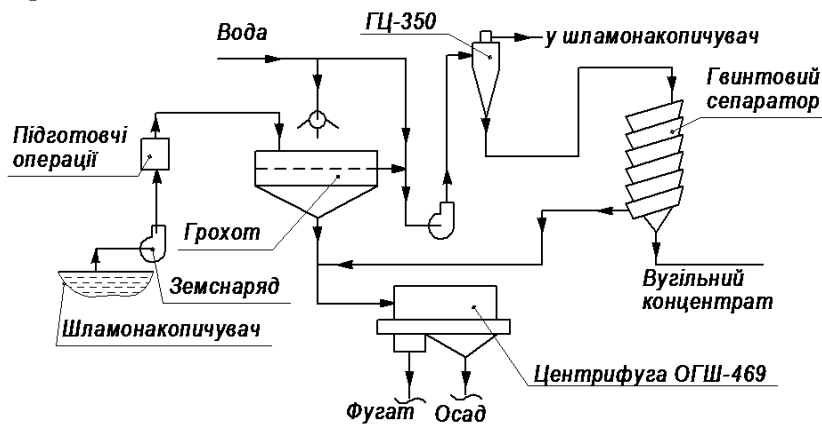 ГЦ-350
у шламонакопичувач
Вода
Гвинтовий
сепаратор
Підготовчі
операції
Грохот
Земснаряд
Вугільний
концентрат
Шламонакопичувач
Центрифуга ОГШ-469
Фугат
Осад